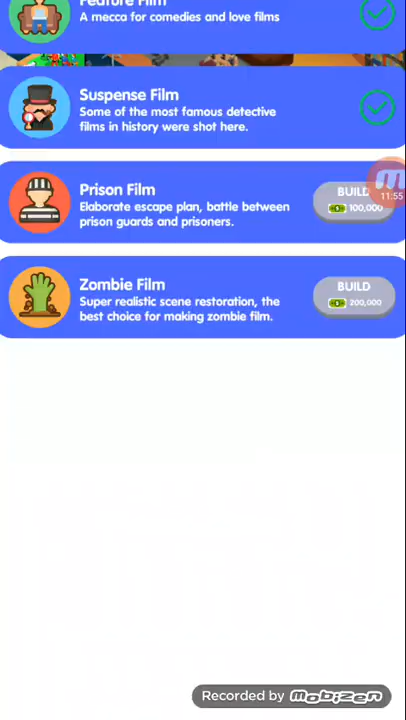 Feature Film
A mecca for comedies and love films
Suspense Film
Some of the most famous detective
films in history were shot here.
Prison Film
Elaborate escape plan, battle between
prison guards and prisoners.
BUILD
100,000
11:55
Zombie Film
Super realistic scene restoration, the
best choice for making zombie film.
BUILD
200,000
Recorded by mobizen